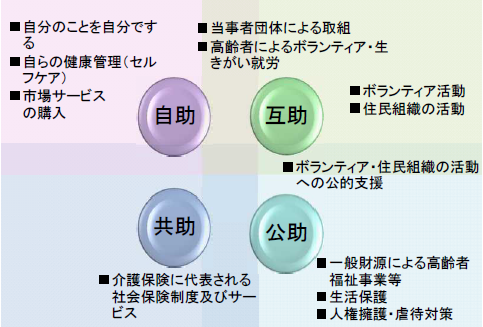 ■ 自分のことを自分です
る
■ 自らの健康管理(セル
フケア)
■ 市場サービス
の購入
■ 当事者団体による取組
■ 高齢者によるボランティア・生
きがい就労
自助
互助
■ ボランティア活動
■ 住民組織の活動
■ ボランティア・住民組織の活動
への公的支援
共助
公助
■ 介護保険に代表される
社会保険制度及びサー
ビス
■ 一般財源による高齢者
福祉事業等
■ 生活保護
■ 人権擁護・虐待対策